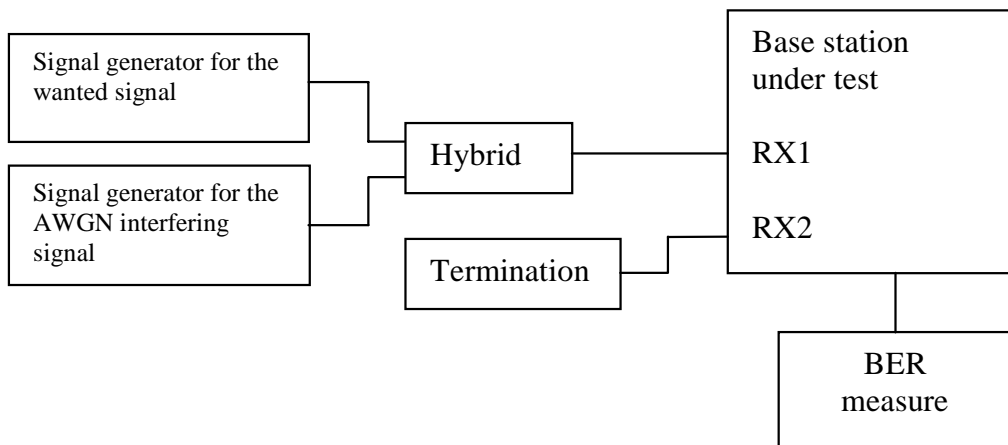 Signal generator for the
wanted signal
Signal generator for the
AWGN interfering
signal
Hybrid
Termination
Base station
under test
RX1
RX2
BER
measure